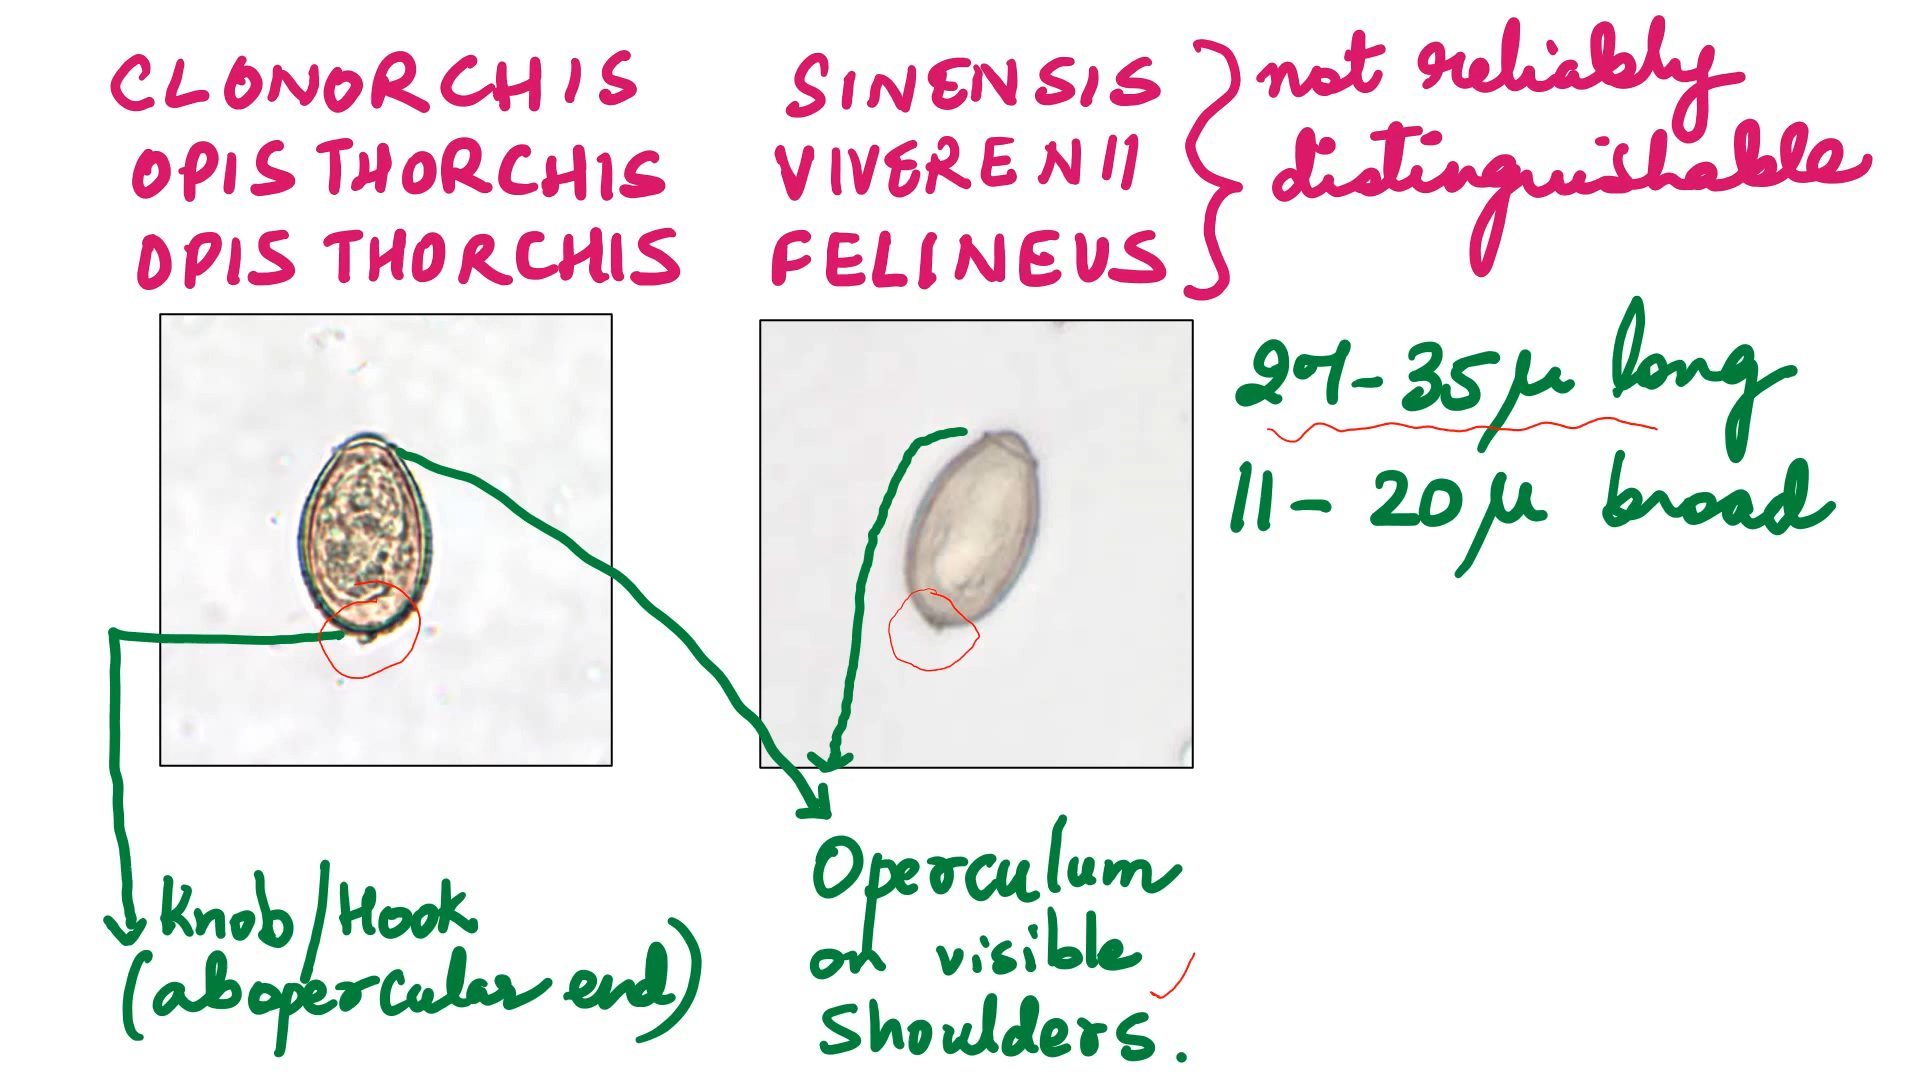 CLONORCHIS SINENSIS
OPISTHORCHIS VIVERENII
OPISTHORCHIS FELINEUS
not reliably
distinguishable
27-35μ long
11-20μ broad
Knob/Hook
(abopercular end)
Operculum
on visible
shoulders.